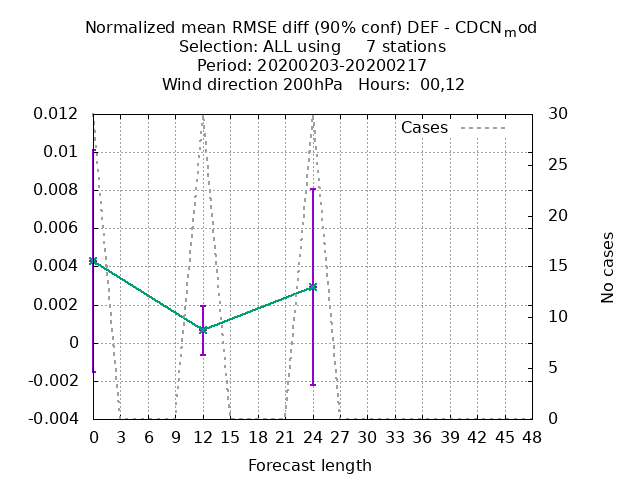 Normalized mean RMSE diff (90% conf) DEF - CDCNmod
Selection: ALL using     7 stations
Period: 20200203-20200217
Wind direction 200hPa   Hours:  00,12
Cases
0.012
0.01
0.008
0.006
0.004
0.002
0
-0.002
-0.004
30
25
20
15
10
5
0
No cases
0 3 6 9 12 15 18 21 24 27 30 33 36 39 42 45 48
Forecast length